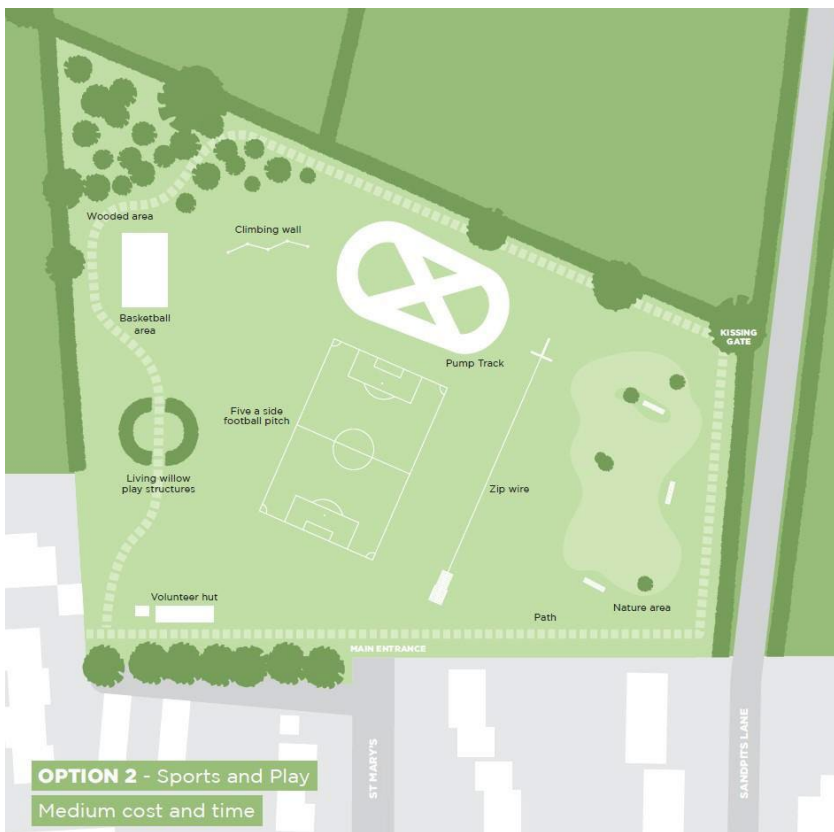 Wooded area
Climbing wall
Basketball
area
KISSING
GATE
Pump Track
Five a side
football pitch
Living willow
play structures
Zip wire
Volunteer hut
Nature area
Path
MAIN ENTRANCE
ST MARY'S
SANDPITS LANE
OPTION 2 - Sports and Play
Medium cost and time